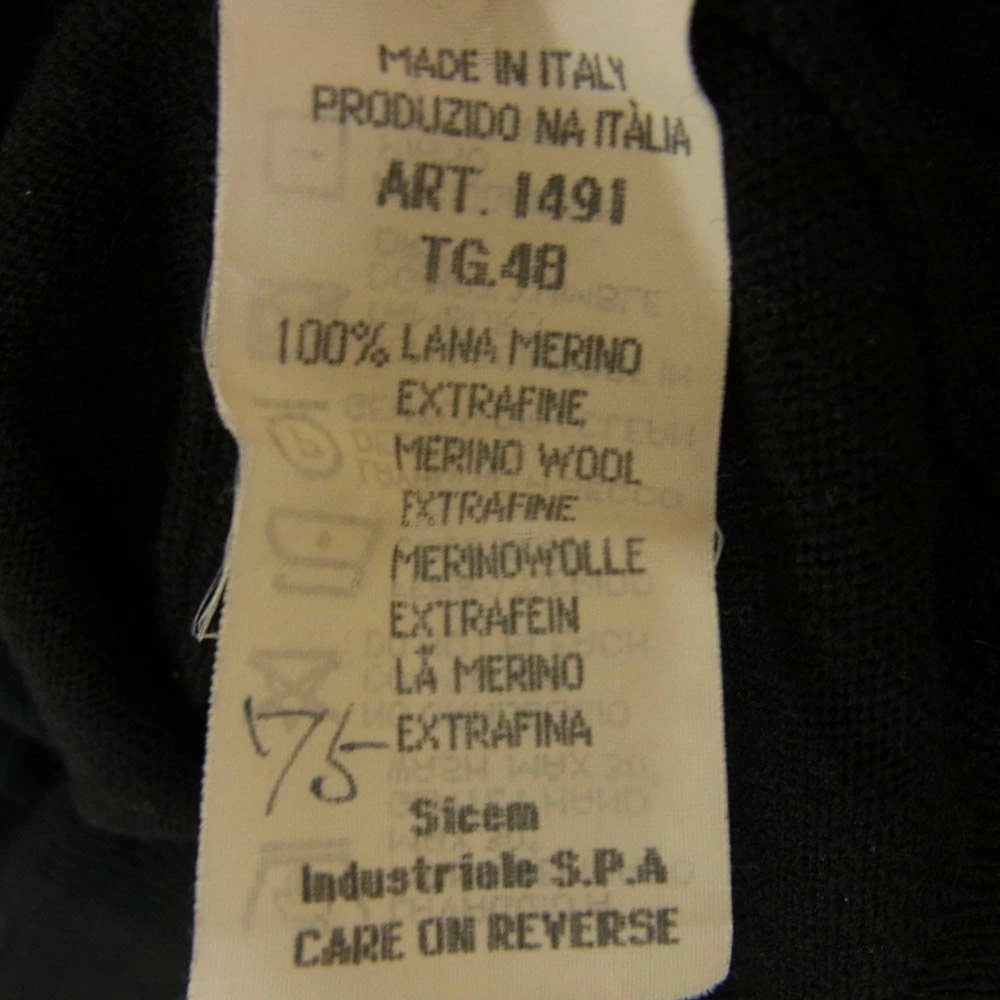 MADE IN ITALY
PRODUZIDO NA ITÀLIA
ART. 1491
TG.48
100% LANA MERINO
EXTRAFINE
MERINO WOOL
EXTRAFINE
MERINOWOLLE
EXTRAFEIN
LÃ MERINO
EXTRAFINA
75
Sicem
Industriale S.P.A
CARE ON REVERSE